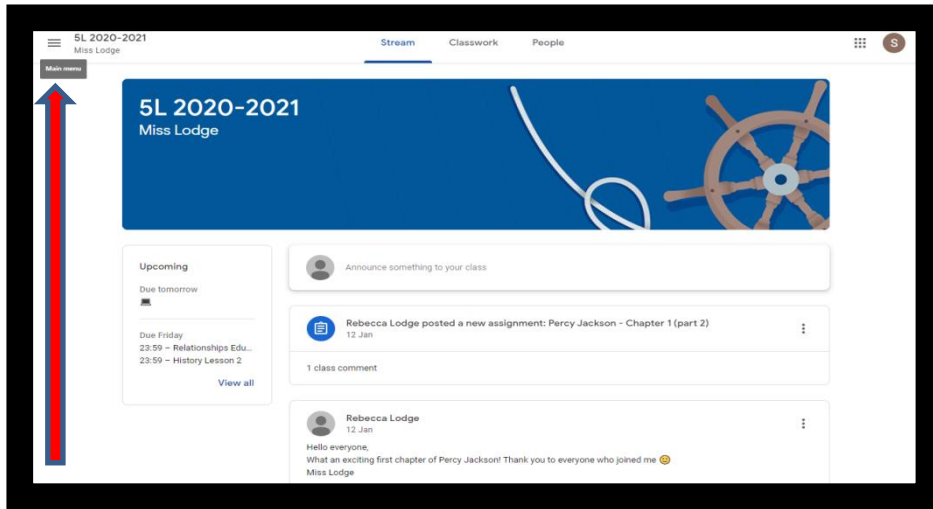 5L 2020-2021
Miss Lodge
Stream Classwork People
S
Main menu
5L 2020-2021
Miss Lodge
Upcoming
Due tomorrow
Due Friday
23:59 – Relationships Edu...
23:59 – History Lesson 2
View all
Announce something to your class
Rebecca Lodge posted a new assignment: Percy Jackson - Chapter 1 (part 2)
12 Jan
1 class comment
Rebecca Lodge
12 Jan
Hello everyone,
What an exciting first chapter of Percy Jackson! Thank you to everyone who joined me 🙂
Miss Lodge